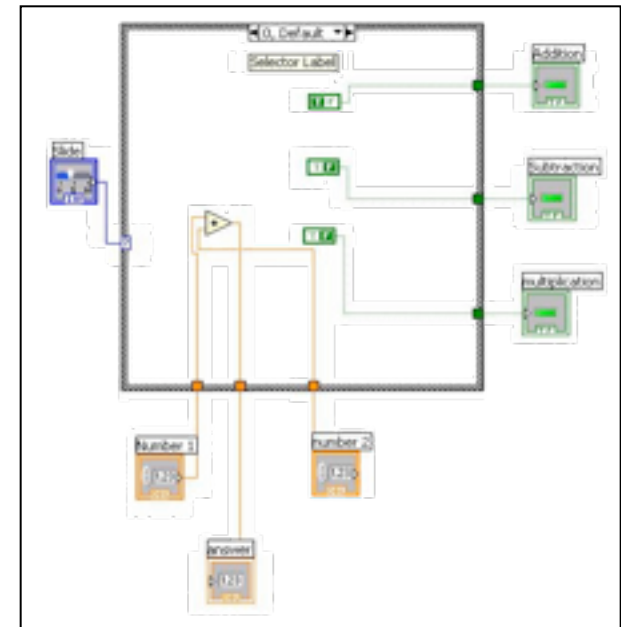 0, Default
Selector Label
Addition
Slide
Subtraction
multiplication
Number 1
number 2
answer